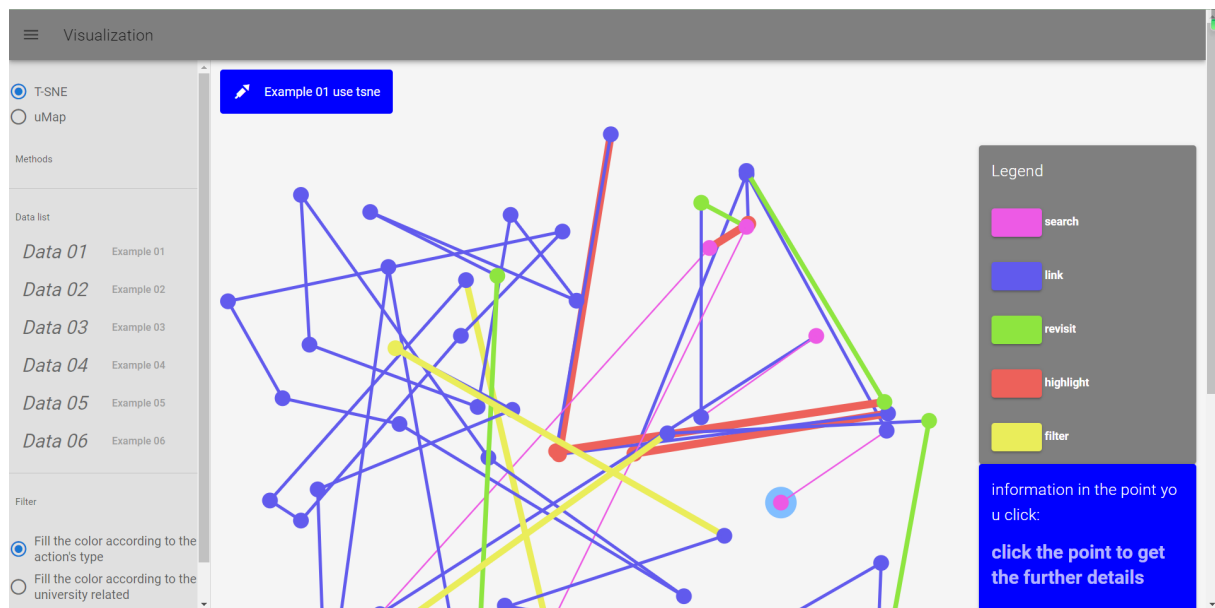 Visualization
T-SNE
uMap
Methods
Data list
Data 01 Example 01
Data 02 Example 02
Data 03 Example 03
Data 04 Example 04
Data 05 Example 05
Data 06 Example 06
Filter
Fill the color according to the
action's type
Fill the color according to the
university related
Example 01 use tsne
Legend
search
link
revisit
highlight
filter
information in the point yo
u click:
click the point to get
the further details